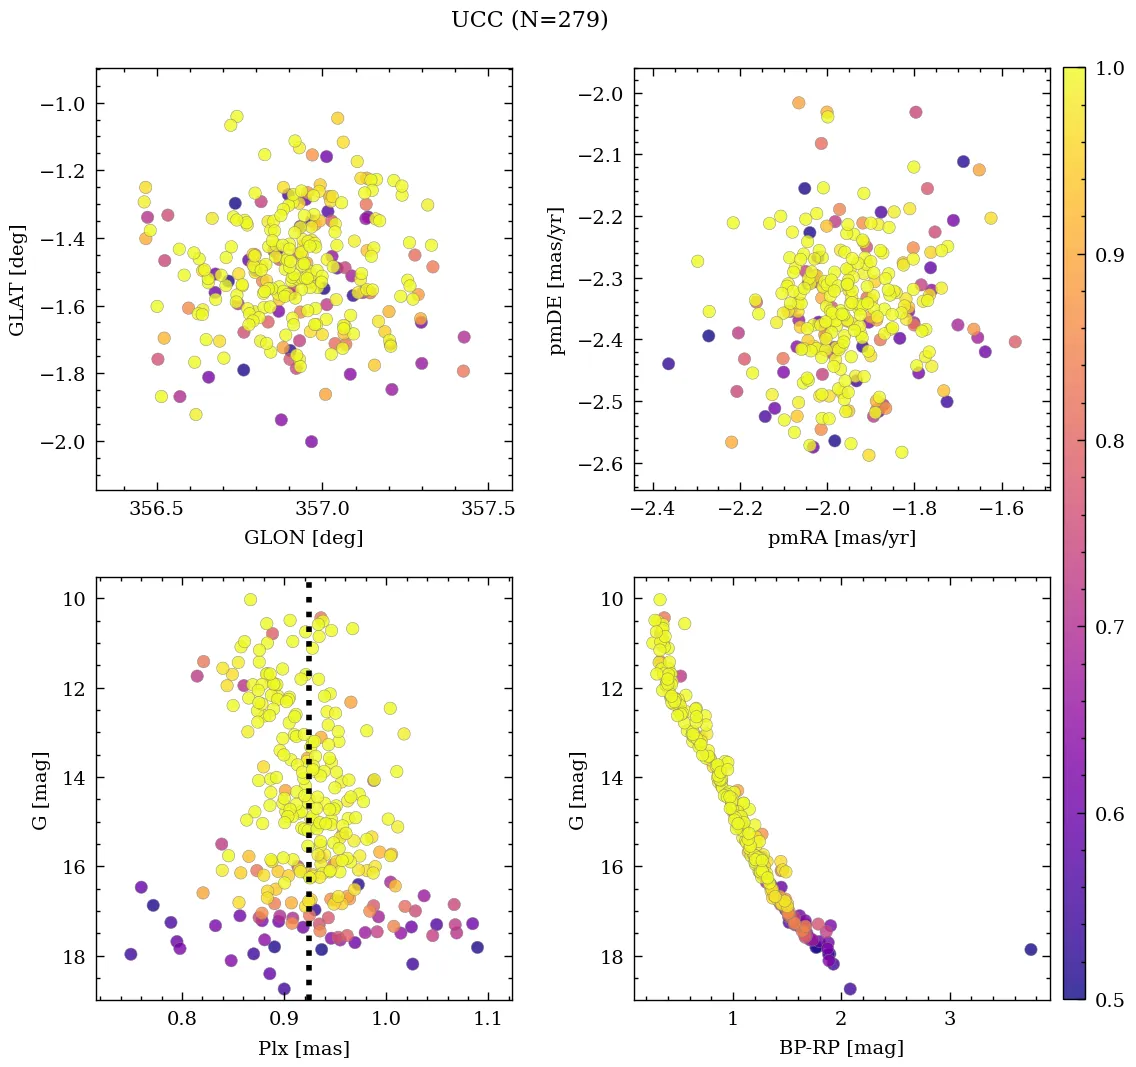 UCC (N=279)
−1.0
−1.2
−1.4
−1.6
−1.8
−2.0
GLAT [deg]
356.5 357.0 357.5
GLON [deg]
−2.0
−2.1
−2.2
−2.3
−2.4
−2.5
−2.6
pmDE [mas/yr]
−2.4 −2.2 −2.0 −1.8 −1.6
pmRA [mas/yr]
10
12
14
16
18
G [mag]
0.8 0.9 1.0 1.1
Plx [mas]
10
12
14
16
18
G [mag]
1 2 3
BP-RP [mag]
1.0
0.9
0.8
0.7
0.6
0.5